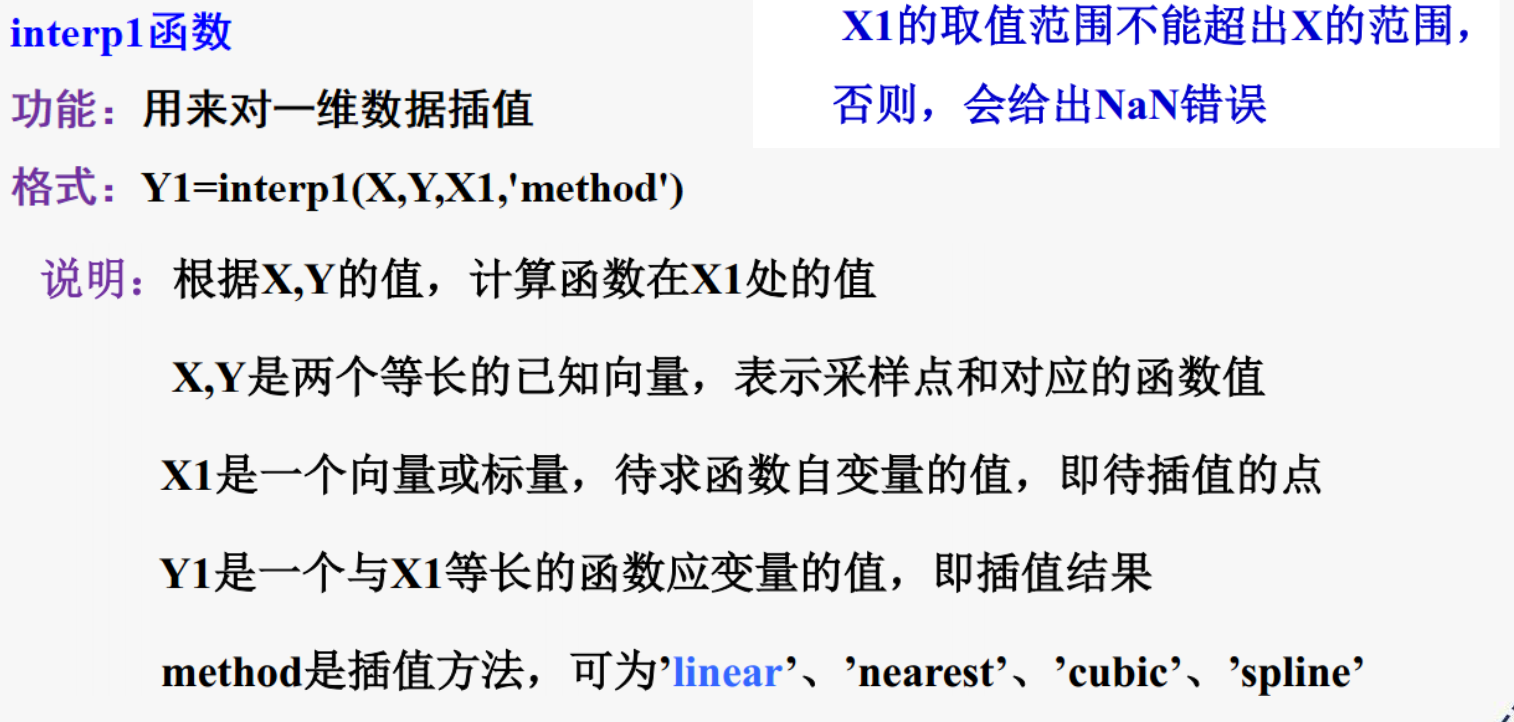 interp1函数
X1的取值范围不能超出X的范围，
否则，会给出NaN错误
功能：用来对一维数据插值
格式：Y1=interp1(X,Y,X1,'method')
说明：根据X,Y的值，计算函数在X1处的值
X,Y是两个等长的已知向量，表示采样点和对应的函数值
X1是一个向量或标量，待求函数自变量的值，即待插值的点
Y1是一个与X1等长的函数应变量的值，即插值结果
method是插值方法，可为’linear’、’nearest’、’cubic’、’spline’